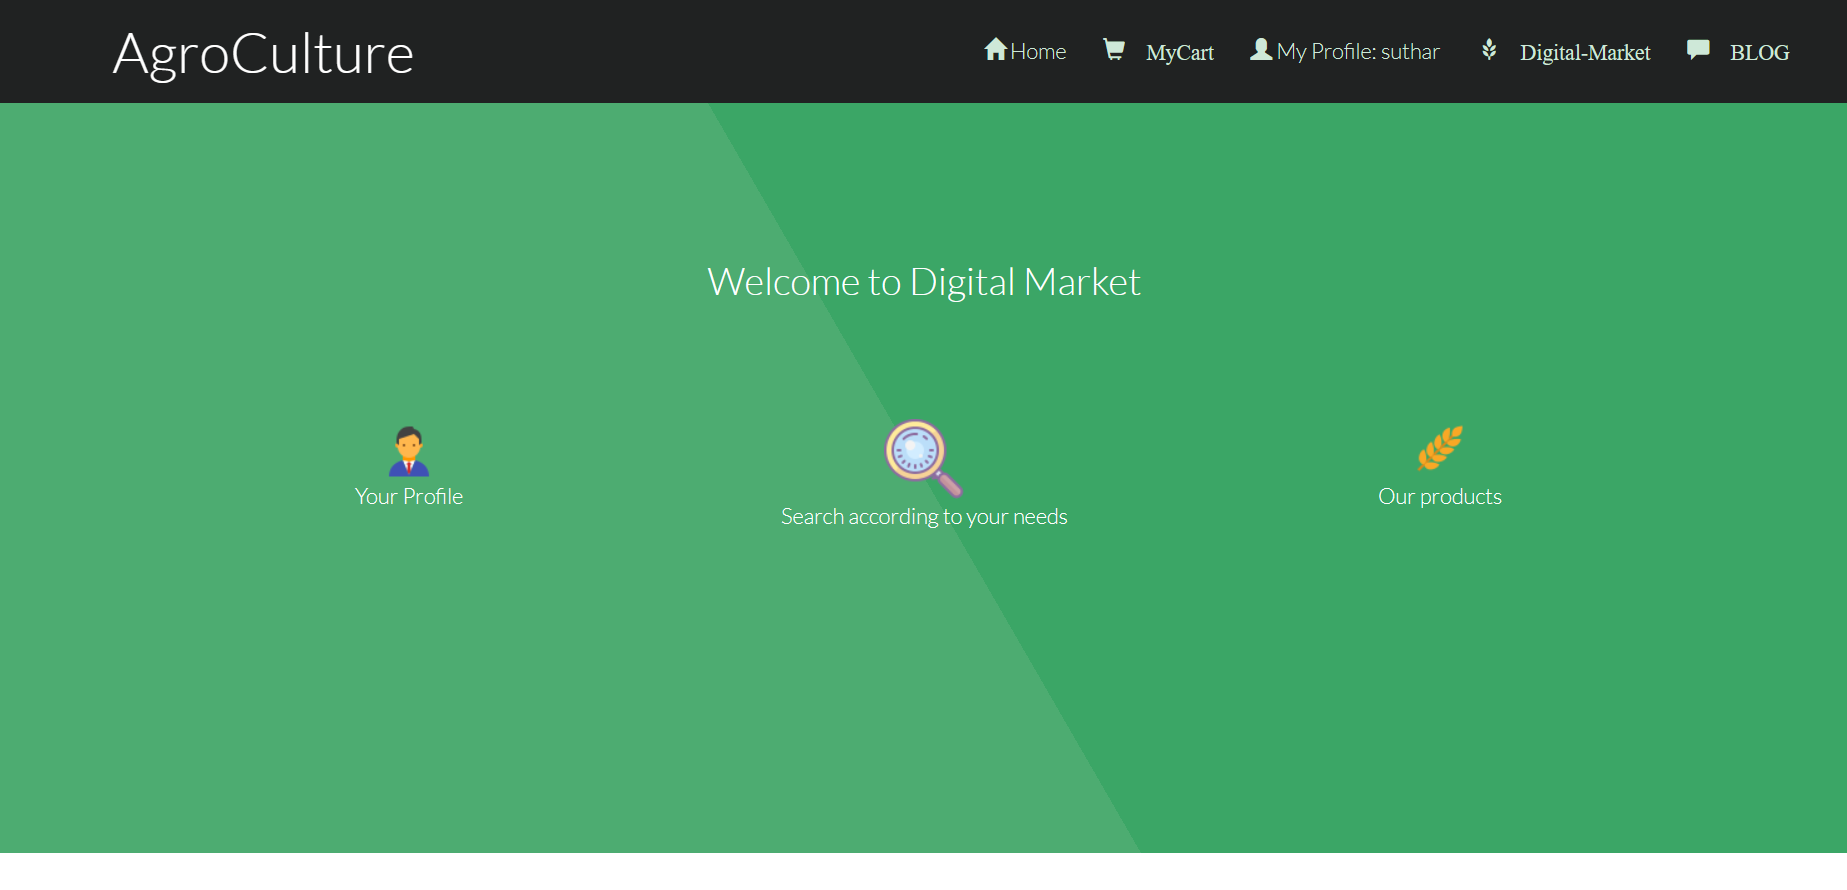 AgroCulture
Home MyCart My Profile: suthar Digital-Market BLOG
Welcome to Digital Market
Your Profile
Search according to your needs
Our products